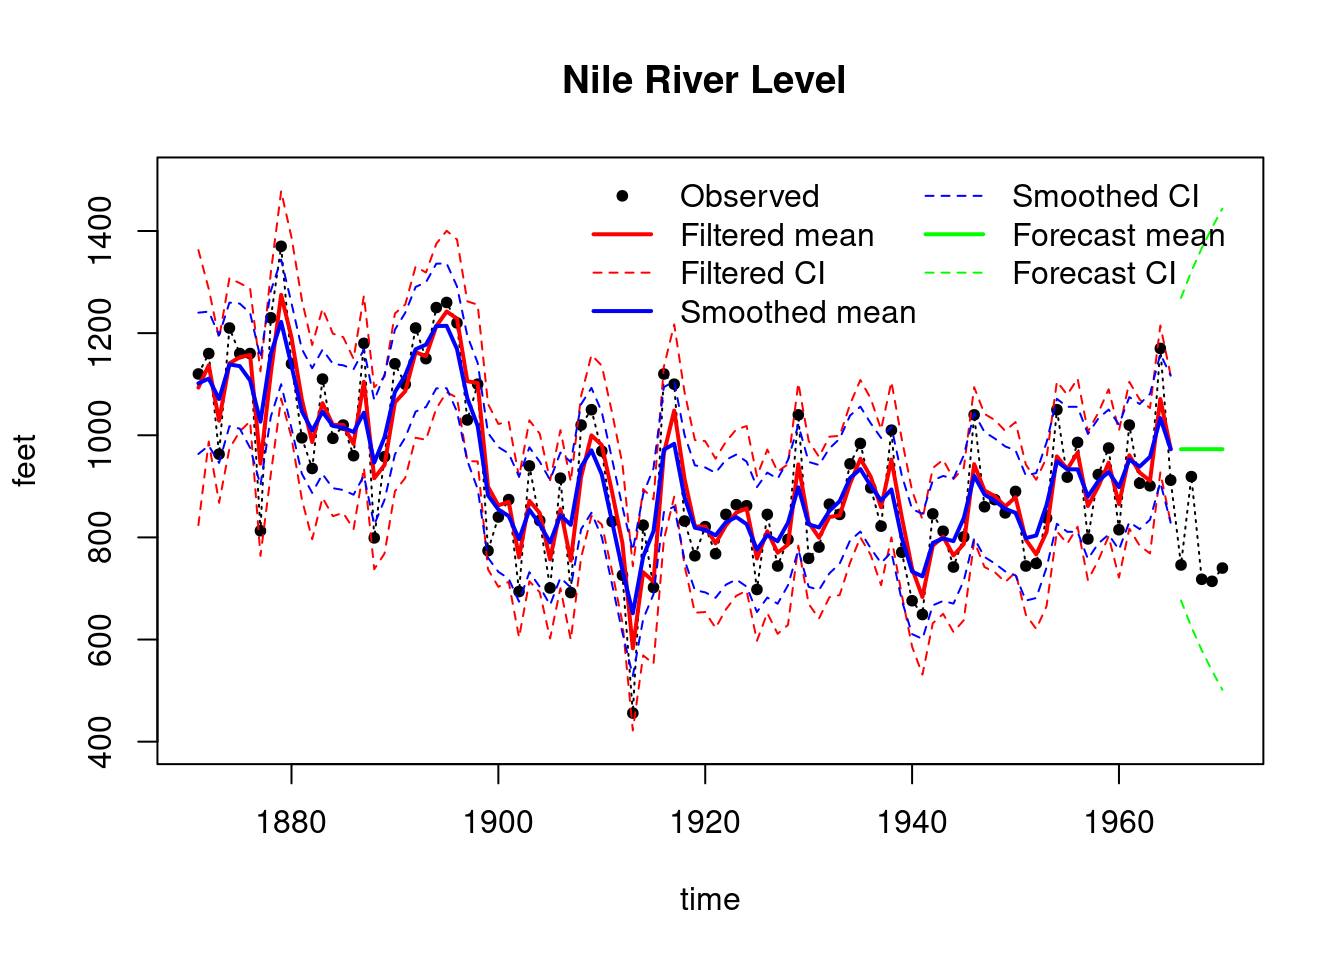 Nile River Level
feet
1400
1200
1000
800
600
400
Observed
Filtered mean
Filtered CI
Smoothed mean
Smoothed CI
Forecast mean
Forecast CI
1880 1900 1920 1940 1960
time